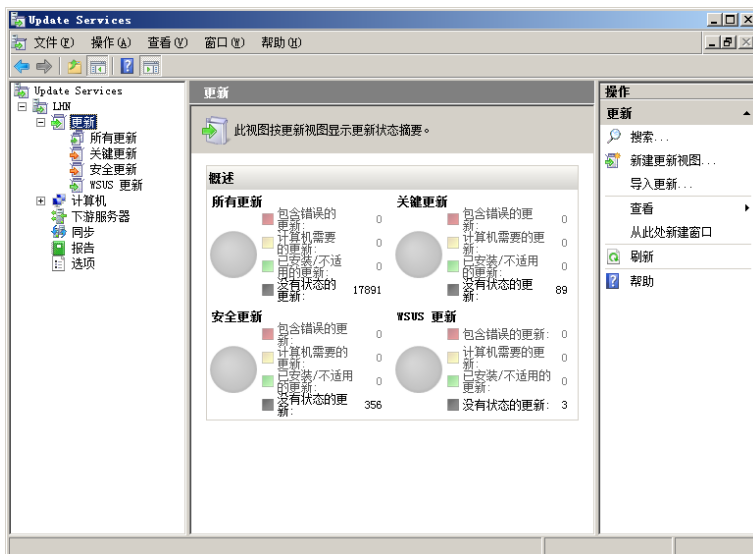 Update Services
文件(F) 操作(A) 查看(V) 窗口(W) 帮助(H)
Update Services
LHN
更新
所有更新
关键更新
安全更新
WSUS 更新
计算机
下游服务器
同步
报告
选项
更新
此视图按更新视图显示更新状态摘要。
概述
所有更新
包含错误的
更新: 0
计算机需要
的更新: 0
已安装/不适
用的更新: 0
没有状态的
更新: 17891
关键更新
包含错误的更
新: 0
计算机需要的更
新: 0
已安装/不适用
的更新: 0
没有状态的更
新: 89
安全更新
包含错误的更
新: 0
计算机需要的
更新: 0
已安装/不适用
的更新: 0
没有状态的更
新: 356
WSUS 更新
包含错误的更新: 0
计算机需要的更
新: 0
已安装/不适用的
更新: 0
没有状态的更新: 3
操作
更新
搜索...
新建更新视图...
导入更新...
查看
从此处新建窗口
刷新
帮助